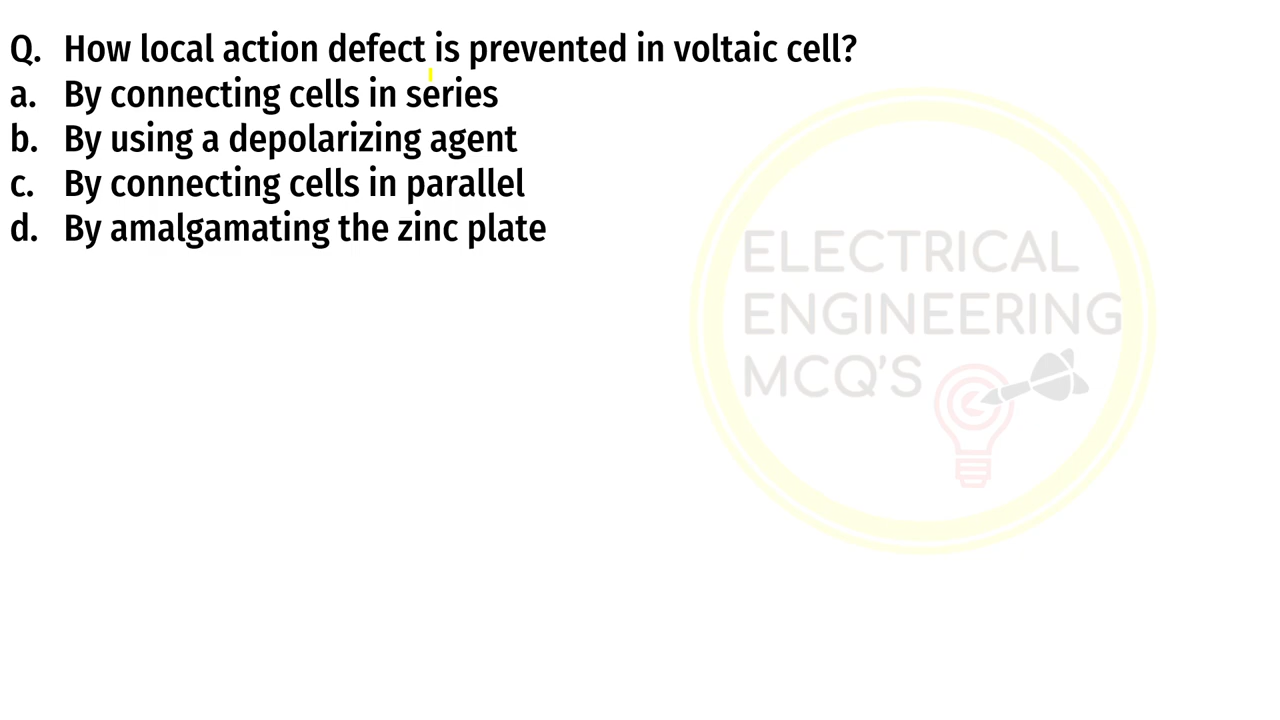 Q. How local action defect is prevented in voltaic cell?
a. By connecting cells in series
b. By using a depolarizing agent
c. By connecting cells in parallel
d. By amalgamating the zinc plate
ELECTRICAL
ENGINEERING
MCQ'S